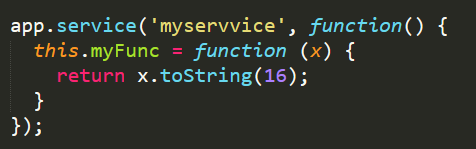 app.service('myservvice', function() {
  this.myFunc = function (x) {
    return x.toString(16);
  }
});